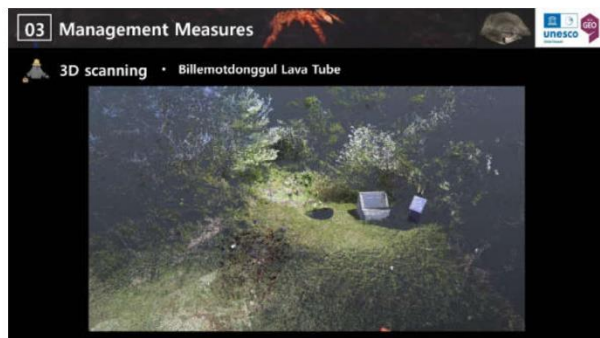 03 Management Measures
unesco
GEO
3D scanning · Billemotdonggul Lava Tube